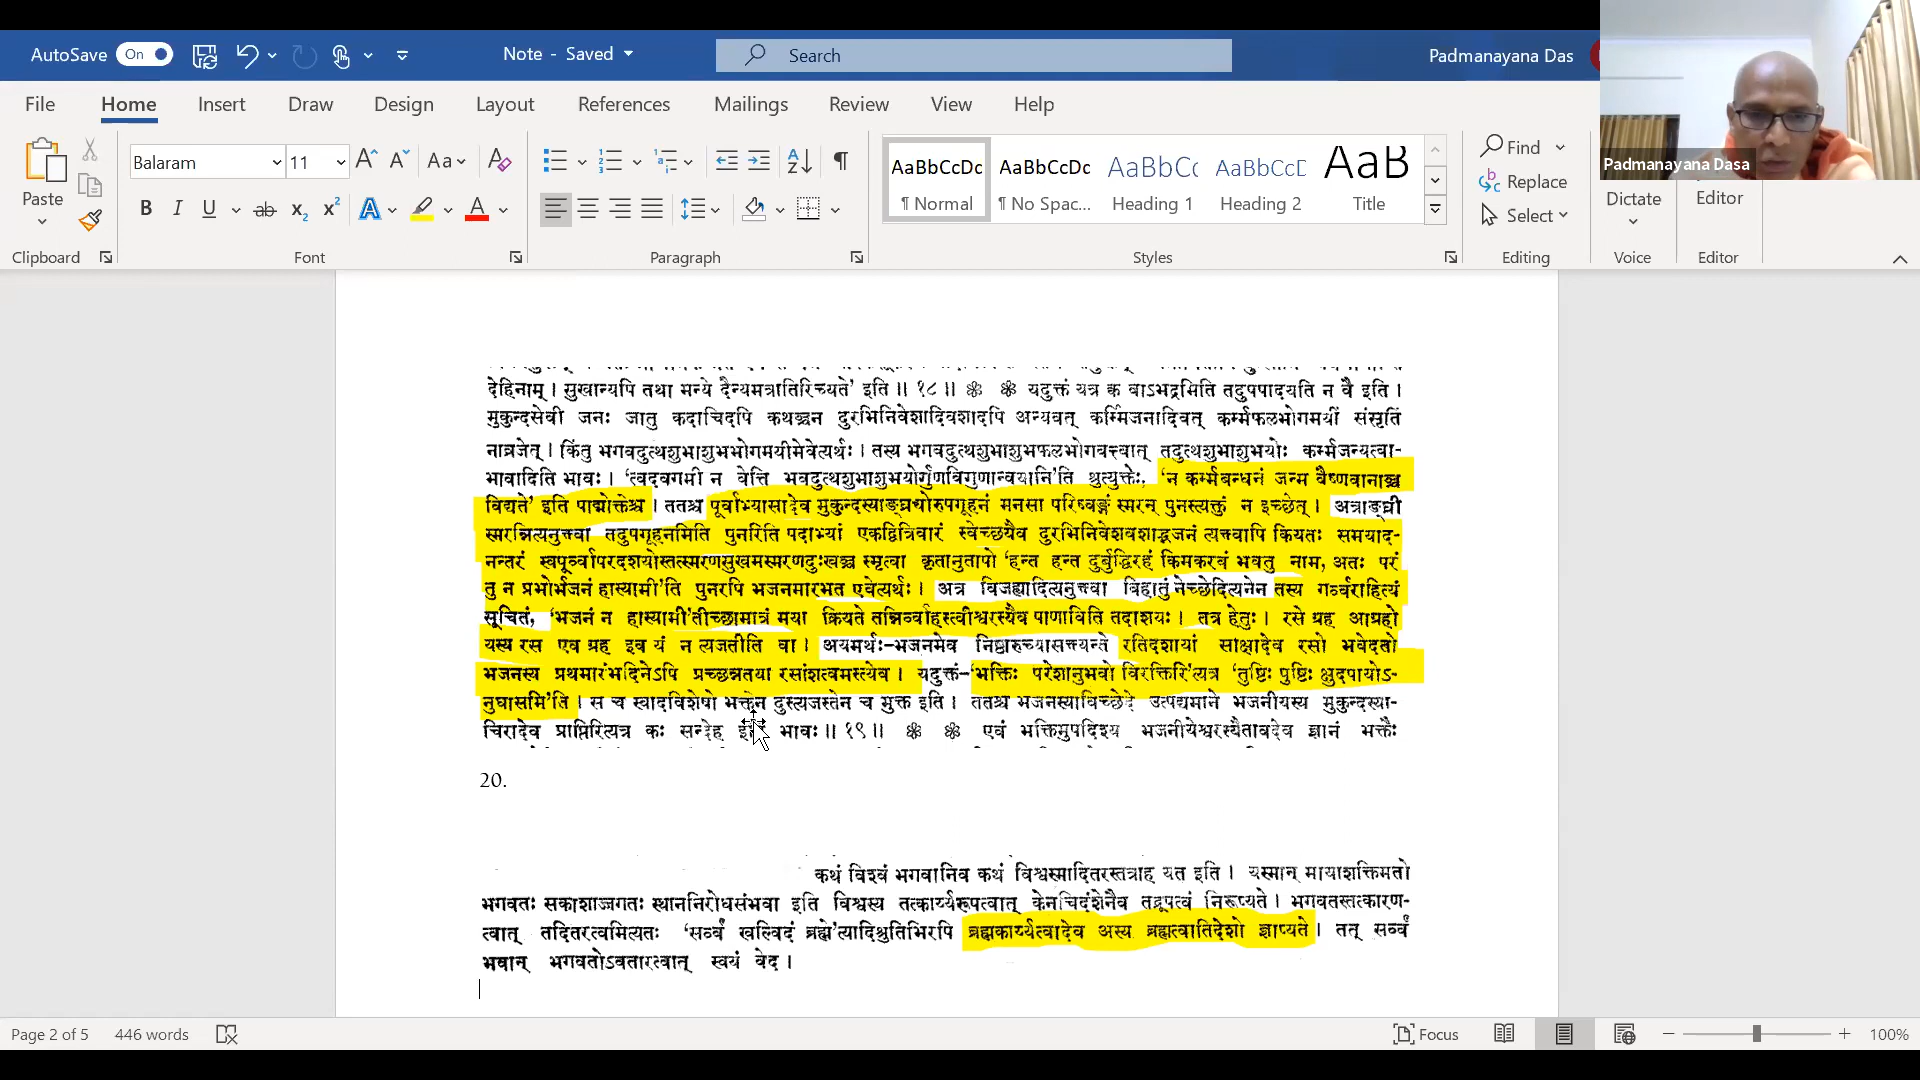 AutoSave On Note - Saved Search Padmanayana Das
File Home Insert Draw Design Layout References Mailings Review View Help
Padmanayana Dasa
Paste Balaram 11 Aa
AaBbCcDc AaBbCcDc AaBbCc AaBbCcD AaB
¶ Normal ¶ No Spac... Heading 1 Heading 2 Title
Find
Replace
Select
Dictate Editor
Clipboard Font Paragraph Styles Editing Voice Editor
देहिनाम् । सुखान्यपि तथा मन्ये दैन्यमत्रातिरिच्यते' इति ॥ १८ ॥ ❀ ❀ यदुक्तं यत्र क्व वाऽभद्रमिति तदुपपादयति न वै इति ।
मुकुन्दसेवी जनः जातु कदाचिदपि कथञ्चन दुरभिनिवेशादिवशादपि अन्यवत् कर्म्मिजनादिवत् कर्म्मफलभोगमयीं संसृतिं
नाव्रजेत् । किंतु भगवदुत्थशुभाशुभभोगमयीमेवेत्यर्थः । तस्य भगवदुत्थशुभाशुभफलभोगवत्त्वात् तदुत्थशुभाशुभयोः कर्म्मजन्यत्वा-
भावादिति भावः । 'त्वदवगमी न वेत्ति भवदुत्थशुभाशुभयोर्गुणविगुणान्वयानि'ति श्रुत्युक्तेः, 'न कर्म्मबन्धनं जन्म वैष्णवानाञ्च
विद्यते' इति पाद्मोक्तेश्च । ततश्च पूर्वाभ्यासादेव मुकुन्दस्याङ्घ्र्योरुपगूहनं मनसा परिष्वङ्गं स्मरन् पुनस्त्यक्तुं न इच्छेत् । अत्राङ्घ्री
स्मरन्नित्यनुक्त्वा तदुपगूहनमिति पुनरिति पदाभ्यां एकद्वित्रिवारं स्वेच्छयैव दुरभिनिवेशवशाद्भजनं त्यक्त्वापि कियतः समयाद-
नन्तरं स्वपूर्व्वापरदशयोस्तत्स्मरणसुखमस्मरणदुःखञ्च स्मृत्वा कृतानुतापो 'हन्त हन्त दुर्बुद्धिरहं किमकरवं भवतु नाम, अतः परं
तु न प्रभोर्भजनं हास्यामी'ति पुनरपि भजनमारभत एवेत्यर्थः । अत्र विजह्यादित्यनुक्त्वा विहातुं नेच्छेदित्यनेन तस्य गर्व्वराहित्यं
सूचितं, 'भजनं न हास्यामी'तीच्छामात्रं मया क्रियते तन्निर्व्वाहस्त्वीश्वरस्यैव पाणाविति तदाशयः । तत्र हेतुः । रसे ग्रह आग्रहो
यस्य रस एव ग्रह इव यं न त्यजतीति वा । अयमर्थः–भजनमेव निष्ठारुच्यासक्त्यन्ते रतिदशायां साक्षादेव रसो भवेदतो
भजनस्य प्रथमारंभदिनेऽपि प्रच्छन्नतया रसांशत्वमस्त्येव । यदुक्तं–'भक्तिः परेशानुभवो विरक्तिरि'त्यत्र 'तुष्टिः पुष्टिः क्षुदपायोऽ-
नुघासमि'ति । स च स्वादविशेषो भक्तेन दुस्त्यजस्तेन च मुक्त इति । ततश्च भजनस्याविच्छेदे उत्पद्यमाने भजनीयस्य मुकुन्दस्या-
चिरादेव प्राप्तिरित्यत्र कः सन्देह इति भावः ॥ १९ ॥ ❀ ❀ एवं भक्तिमुपदिश्य भजनीयेश्वरस्यैतावदेव ज्ञानं भक्तैः
20.
कथं विश्वं भगवानिव कथं विश्वस्मादितरस्तत्राह यत इति । यस्मान् मायाशक्तिमतो
भगवतः सकाशाज्जगतः स्थाननिरोधसंभवा इति विश्वस्य तत्कार्य्यरूपत्वात् केनचिदंशेनैव तद्रूपत्वं निरूप्यते । भगवतस्तत्कारण-
त्वात् तदितरत्वमित्यतः 'सर्व्वं खल्विदं ब्रह्मे'त्यादिश्रुतिभिरपि ब्रह्मकार्य्यत्वादेव अस्य ब्रह्मत्वातिदेशो ज्ञाप्यते । तत् सर्व्वं
भवान् भगवतोऽवतारत्वात् स्वयं वेद ।
Page 2 of 5 446 words Focus 100%